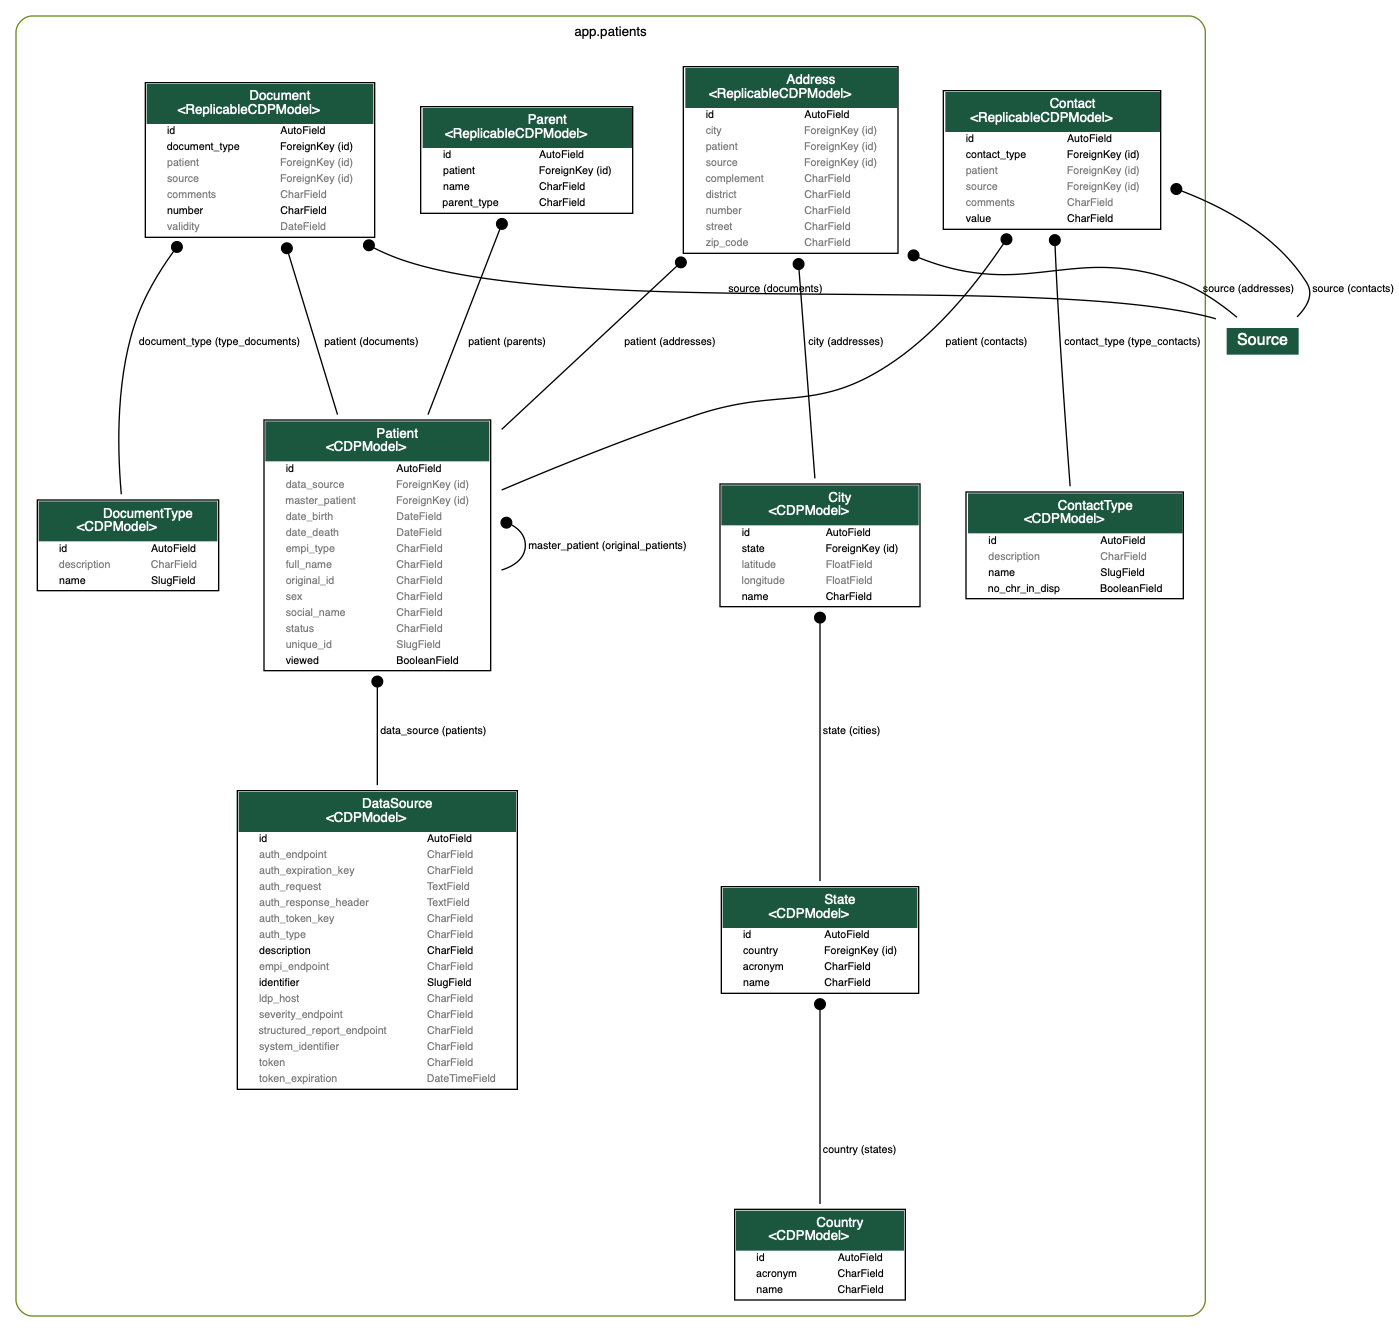 app.patients
Document
<ReplicableCDPModel>
id AutoField
document_type ForeignKey (id)
patient ForeignKey (id)
source ForeignKey (id)
comments CharField
number CharField
validity DateField
Parent
<ReplicableCDPModel>
id AutoField
patient ForeignKey (id)
name CharField
parent_type CharField
Address
<ReplicableCDPModel>
id AutoField
city ForeignKey (id)
patient ForeignKey (id)
source ForeignKey (id)
complement CharField
district CharField
number CharField
street CharField
zip_code CharField
Contact
<ReplicableCDPModel>
id AutoField
contact_type ForeignKey (id)
patient ForeignKey (id)
source ForeignKey (id)
comments CharField
value CharField
source (documents)
source (addresses)
source (contacts)
document_type (type_documents)
patient (documents)
patient (parents)
patient (addresses)
city (addresses)
patient (contacts)
contact_type (type_contacts)
Source
Patient
<CDPModel>
id AutoField
data_source ForeignKey (id)
master_patient ForeignKey (id)
date_birth DateField
date_death DateField
empi_type CharField
full_name CharField
original_id CharField
sex CharField
social_name CharField
status CharField
unique_id SlugField
viewed BooleanField
master_patient (original_patients)
DocumentType
<CDPModel>
id AutoField
description CharField
name SlugField
City
<CDPModel>
id AutoField
state ForeignKey (id)
latitude FloatField
longitude FloatField
name CharField
ContactType
<CDPModel>
id AutoField
description CharField
name SlugField
no_chr_in_disp BooleanField
data_source (patients)
state (cities)
DataSource
<CDPModel>
id AutoField
auth_endpoint CharField
auth_expiration_key CharField
auth_request TextField
auth_response_header TextField
auth_token_key CharField
auth_type CharField
description CharField
empi_endpoint CharField
identifier SlugField
ldp_host CharField
severity_endpoint CharField
structured_report_endpoint CharField
system_identifier CharField
token CharField
token_expiration DateTimeField
State
<CDPModel>
id AutoField
country ForeignKey (id)
acronym CharField
name CharField
country (states)
Country
<CDPModel>
id AutoField
acronym CharField
name CharField